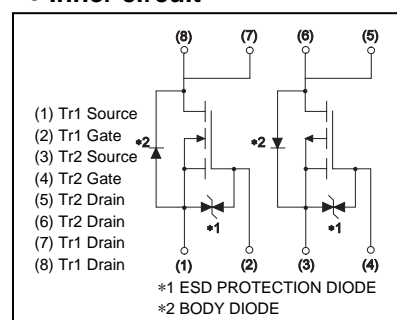 (8) (7) (6) (5)
(1) Tr1 Source
(2) Tr1 Gate
(3) Tr2 Source
(4) Tr2 Gate
(5) Tr2 Drain
(6) Tr2 Drain
(7) Tr1 Drain
(8) Tr1 Drain
∗2 ∗2
∗1 ∗1
(1) (2) (3) (4)
∗1 ESD PROTECTION DIODE
∗2 BODY DIODE